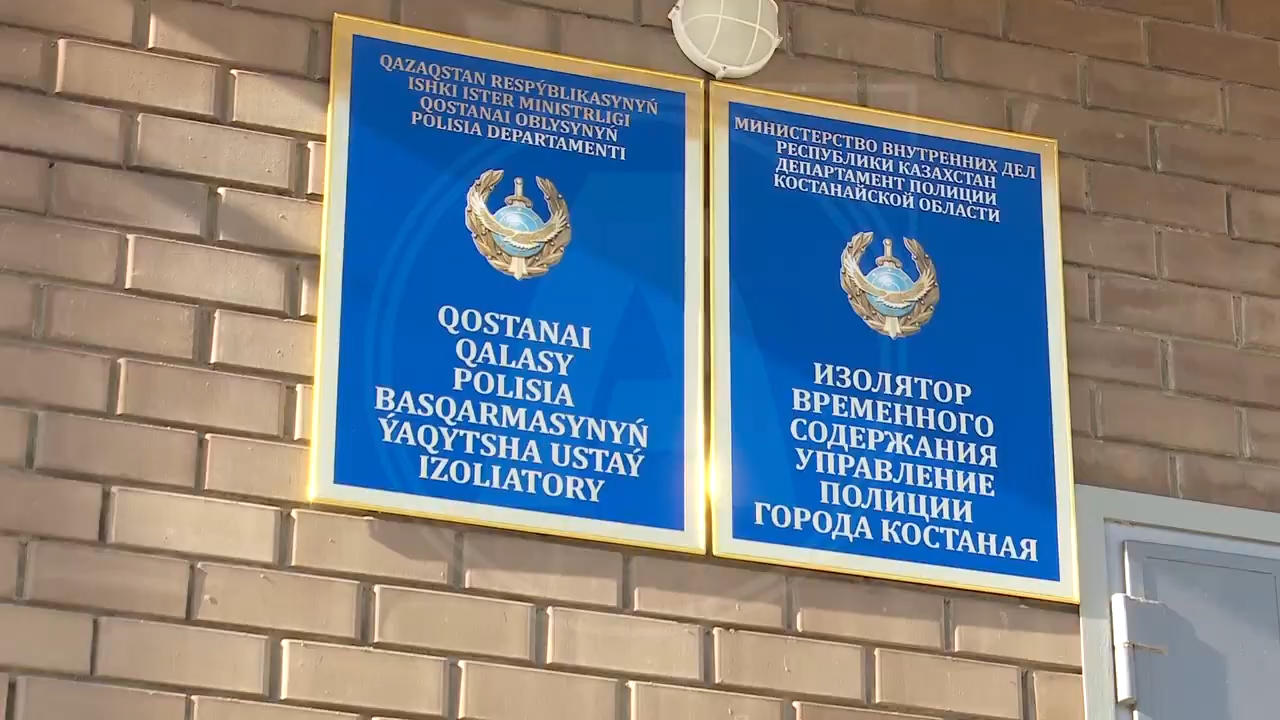 QAZAQSTAN RESPÝBLIKASYNYŃ
ISHKI ISTER MINISTRLIGI
QOSTANAI OBLYSYNYŃ
POLISIA DEPARTAMENTI
QOSTANAI
QALASY
POLISIA
BASQARMASYNYŃ
ÝAQYTSHA USTAÝ
IZOLIATORY
МИНИСТЕРСТВО ВНУТРЕННИХ ДЕЛ
РЕСПУБЛИКИ КАЗАХСТАН
ДЕПАРТАМЕНТ ПОЛИЦИИ
КОСТАНАЙСКОЙ ОБЛАСТИ
ИЗОЛЯТОР
ВРЕМЕННОГО
СОДЕРЖАНИЯ
УПРАВЛЕНИЕ
ПОЛИЦИИ
ГОРОДА КОСТАНАЯ